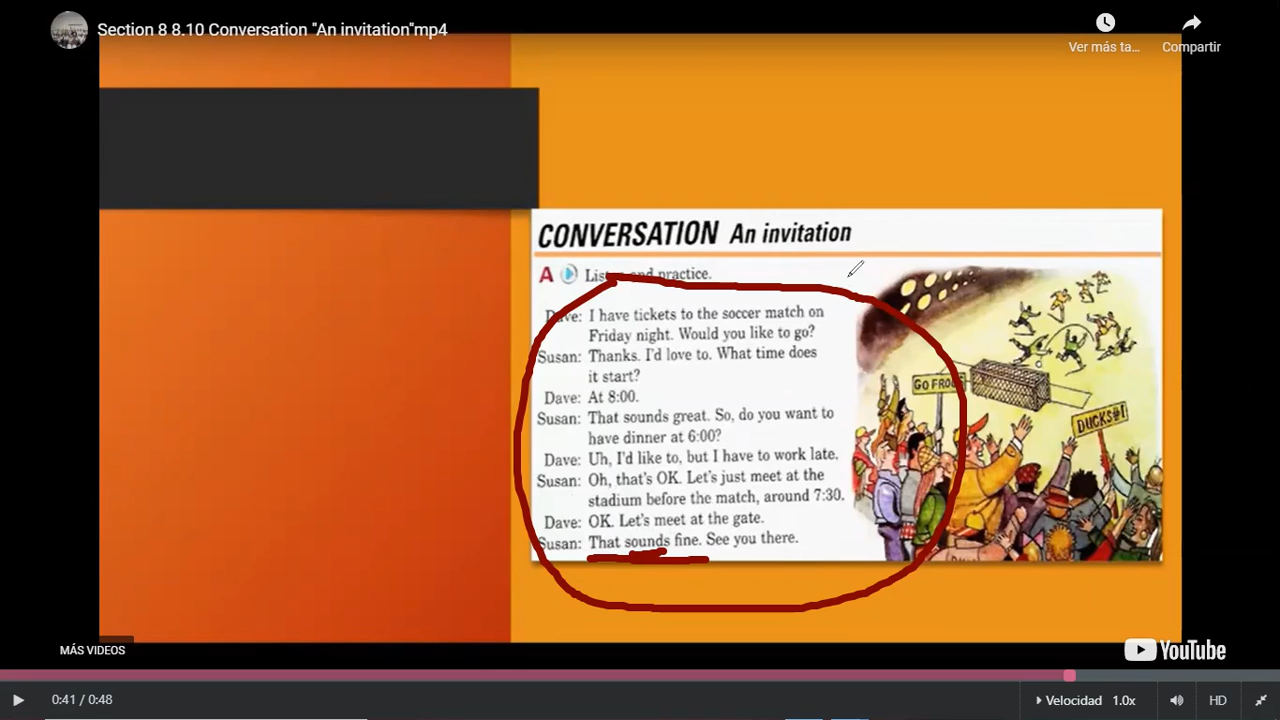 Section 8 8.10 Conversation "An invitation"mp4
Ver más ta...
Compartir
CONVERSATION An invitation
A Listen and practice.
Dave: I have tickets to the soccer match on
Friday night. Would you like to go?
Susan: Thanks. I'd love to. What time does
it start?
Dave: At 8:00.
Susan: That sounds great. So, do you want to
have dinner at 6:00?
Dave: Uh, I'd like to, but I have to work late.
Susan: Oh, that's OK. Let's just meet at the
stadium before the match, around 7:30.
Dave: OK. Let's meet at the gate.
Susan: That sounds fine. See you there.
GO FROGS
DUCKS#1
MÁS VIDEOS
YouTube
0:41 / 0:48
Velocidad 1.0x
HD